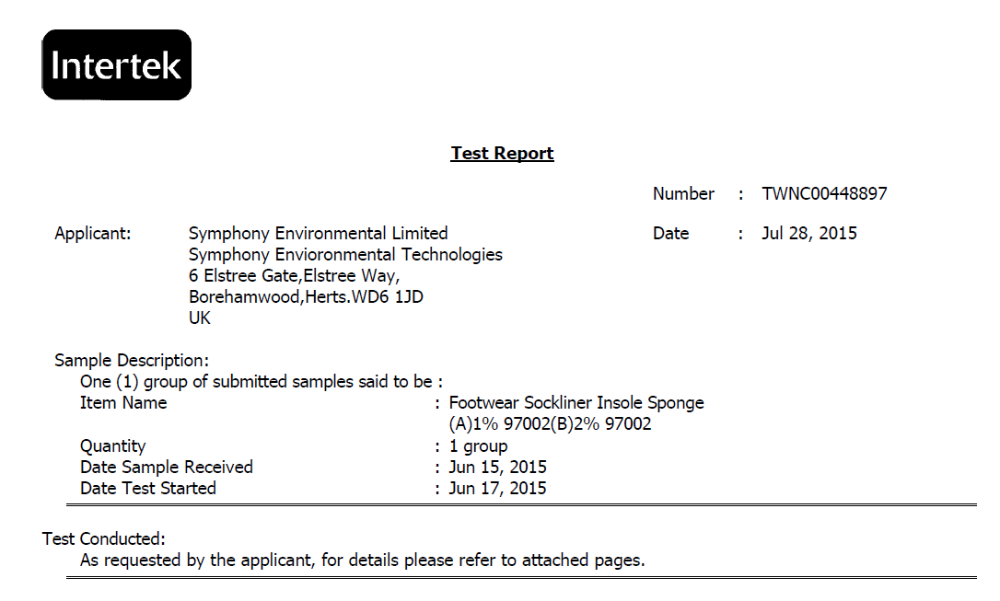 Intertek
Test Report
Number : TWNC00448897
Applicant: Symphony Environmental Limited Date : Jul 28, 2015
Symphony Envioronmental Technologies
6 Elstree Gate,Elstree Way,
Borehamwood,Herts.WD6 1JD
UK
Sample Description:
One (1) group of submitted samples said to be :
Item Name : Footwear Sockliner Insole Sponge
(A)1% 97002(B)2% 97002
Quantity : 1 group
Date Sample Received : Jun 15, 2015
Date Test Started : Jun 17, 2015
Test Conducted:
As requested by the applicant, for details please refer to attached pages.